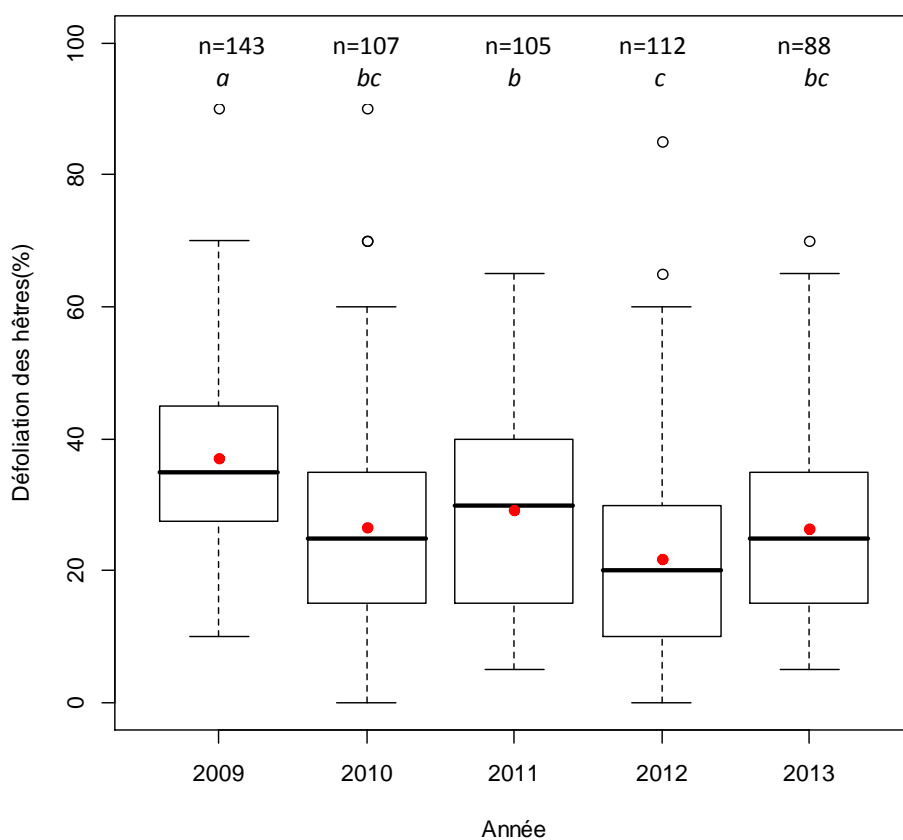 n=143 n=107 n=105 n=112 n=88
a bc b c bc
100
80
60
40
20
0
Défoliation des hêtres(%)
2009 2010 2011 2012 2013
Année